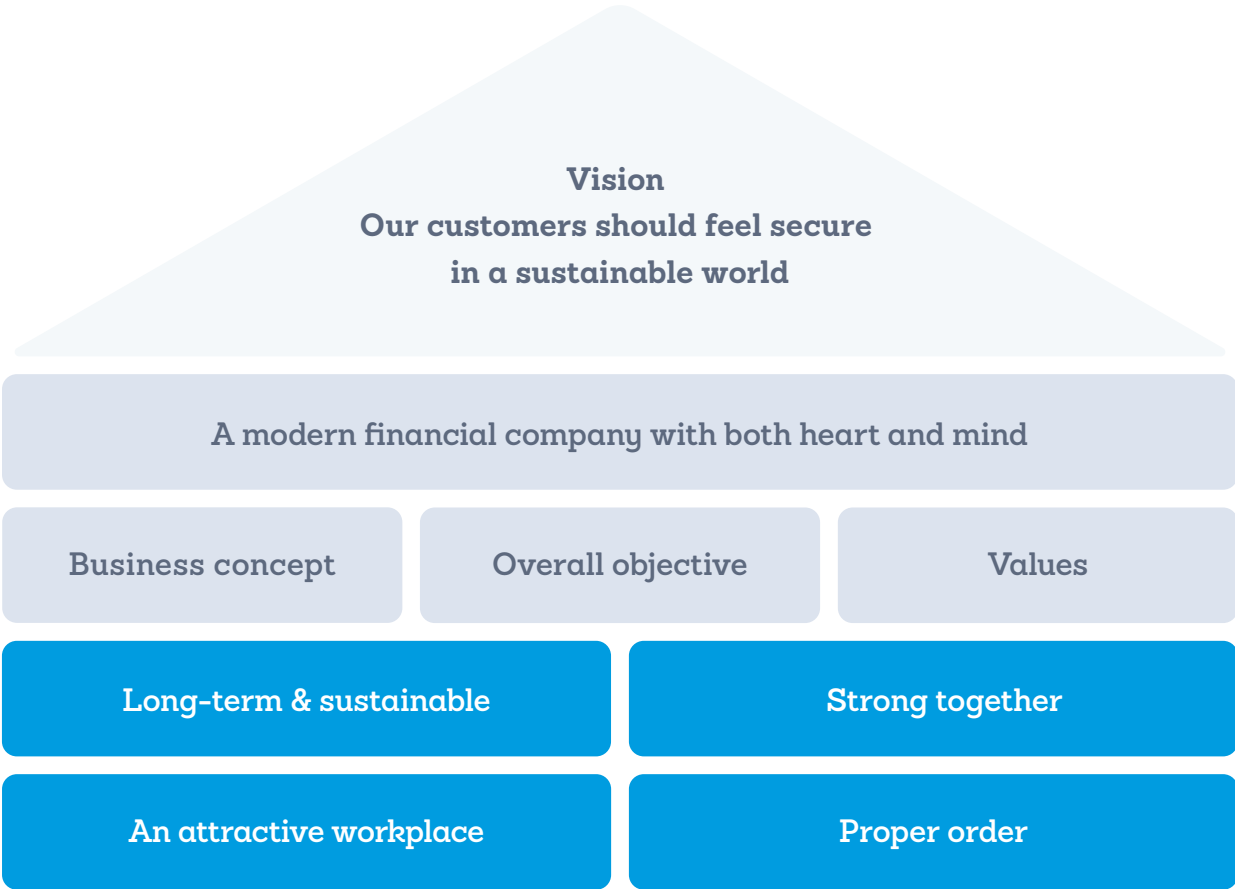 Vision
Our customers should feel secure
in a sustainable world
A modern financial company with both heart and mind
Business concept
Overall objective
Values
Long-term & sustainable
Strong together
An attractive workplace
Proper order